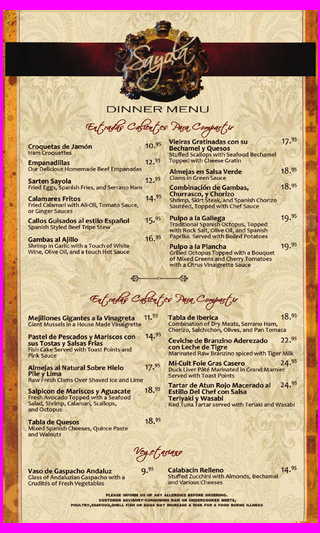 Sayola
DINNER MENU
Entradas Calientes Para Compartir
Croquetas de Jamón 10.95
Ham Croquettes
Empanadillas 12.95
Our Delicious Homemade Beef Empanadas
Sarten Sayola 12.95
Fried Eggs, Spanish Fries, and Serrano Ham
Calamares Fritos 14.95
Fried Calamari with Ali-Oli, Tomato Sauce,
or Ginger Sauces
Callos Guisados al estilo Español 15.95
Spanish Styled Beef Tripe Stew
Gambas al Ajillo 16.95
Shrimp in Garlic with a Touch of White
Wine, Olive Oil, and a touch Hot Sauce
Vieiras Gratinadas con su 17.95
Bechamel y Quesos
Stuffed Scallops with Seafood Bechamel
Topped with Cheese Gratin
Almejas en Salsa Verde 18.95
Clams in Green Sauce
Combinación de Gambas, 18.95
Churrasco, y Chorizo
Shrimp, Skirt Steak, and Spanish Chorizo
Sautéed, Topped with Chef Sauce
Pulpo a la Gallega 19.95
Traditional Spanish Octopus, Topped
with Rock Salt, Olive Oil, and Spanish
Paprika. Served with Boiled Potatoes
Pulpo a la Plancha 19.95
Grilled Octopus Topped with a Bouquet
of Mixed Greens and Cherry Tomatoes
with a Citrus Vinaigrette Sauce
Entradas Calientes Para Compartir
Mejillones Gigantes a la Vinagreta 11.95
Giant Mussels in a House Made Vinaigrette
Pastel de Pescados y Mariscos con 14.95
sus Tostas y Salsas Frias
Fish Cake Served with Toast Points and
Pink Sauce
Almejas al Natural Sobre Hielo 17.95
Pile y Lima
Raw Fresh Clams Over Shaved Ice and Lime
Salpicon de Mariscos y Aguacate 18.95
Fresh Avocado Topped with a Seafood
Salad, Shrimp, Calamari, Scallops,
and Octopus
Tabla de Quesos 18.95
Mixed Spanish Cheeses, Quince Paste
and Walnuts
Tabla de Iberica 18.95
Combination of Dry Meats, Serrano Ham,
Chorizo, Salchichon, Olives, and Pan Tomaca
Ceviche de Branzino Aderezado 22.95
con Leche de Tigre
Marinated Raw Branzino spiced with Tiger Milk
Mi-Cuit Foie Gras Casero 24.95
Duck Liver Pâté Marinated in Grand Marnier
Served with Toast Points
Tartar de Atun Rojo Macerado al 24.95
Estilo Del Chef con Salsa
Teriyaki y Wasabi
Red Tuna Tartar served with Teriaki and Wasabi
Vegetariano
Vaso de Gaspacho Andaluz 9.95
Glass of Andaluzian Gaspacho with a
Crudités of Fresh Vegetables
Calabacin Relleno 14.95
Stuffed Zucchini with Almonds, Bechamel
and Various Cheeses
PLEASE INFORM US OF ANY ALLERGIES BEFORE ORDERING.
CUSTOMER ADVISORY-CONSUMING RAW OR UNDERCOOKED MEATS,
POULTRY,SEAFOOD,SHELL FISH OR EGGS MAY INCREASE A RISK FOR A FOOD BORNE ILLNESS